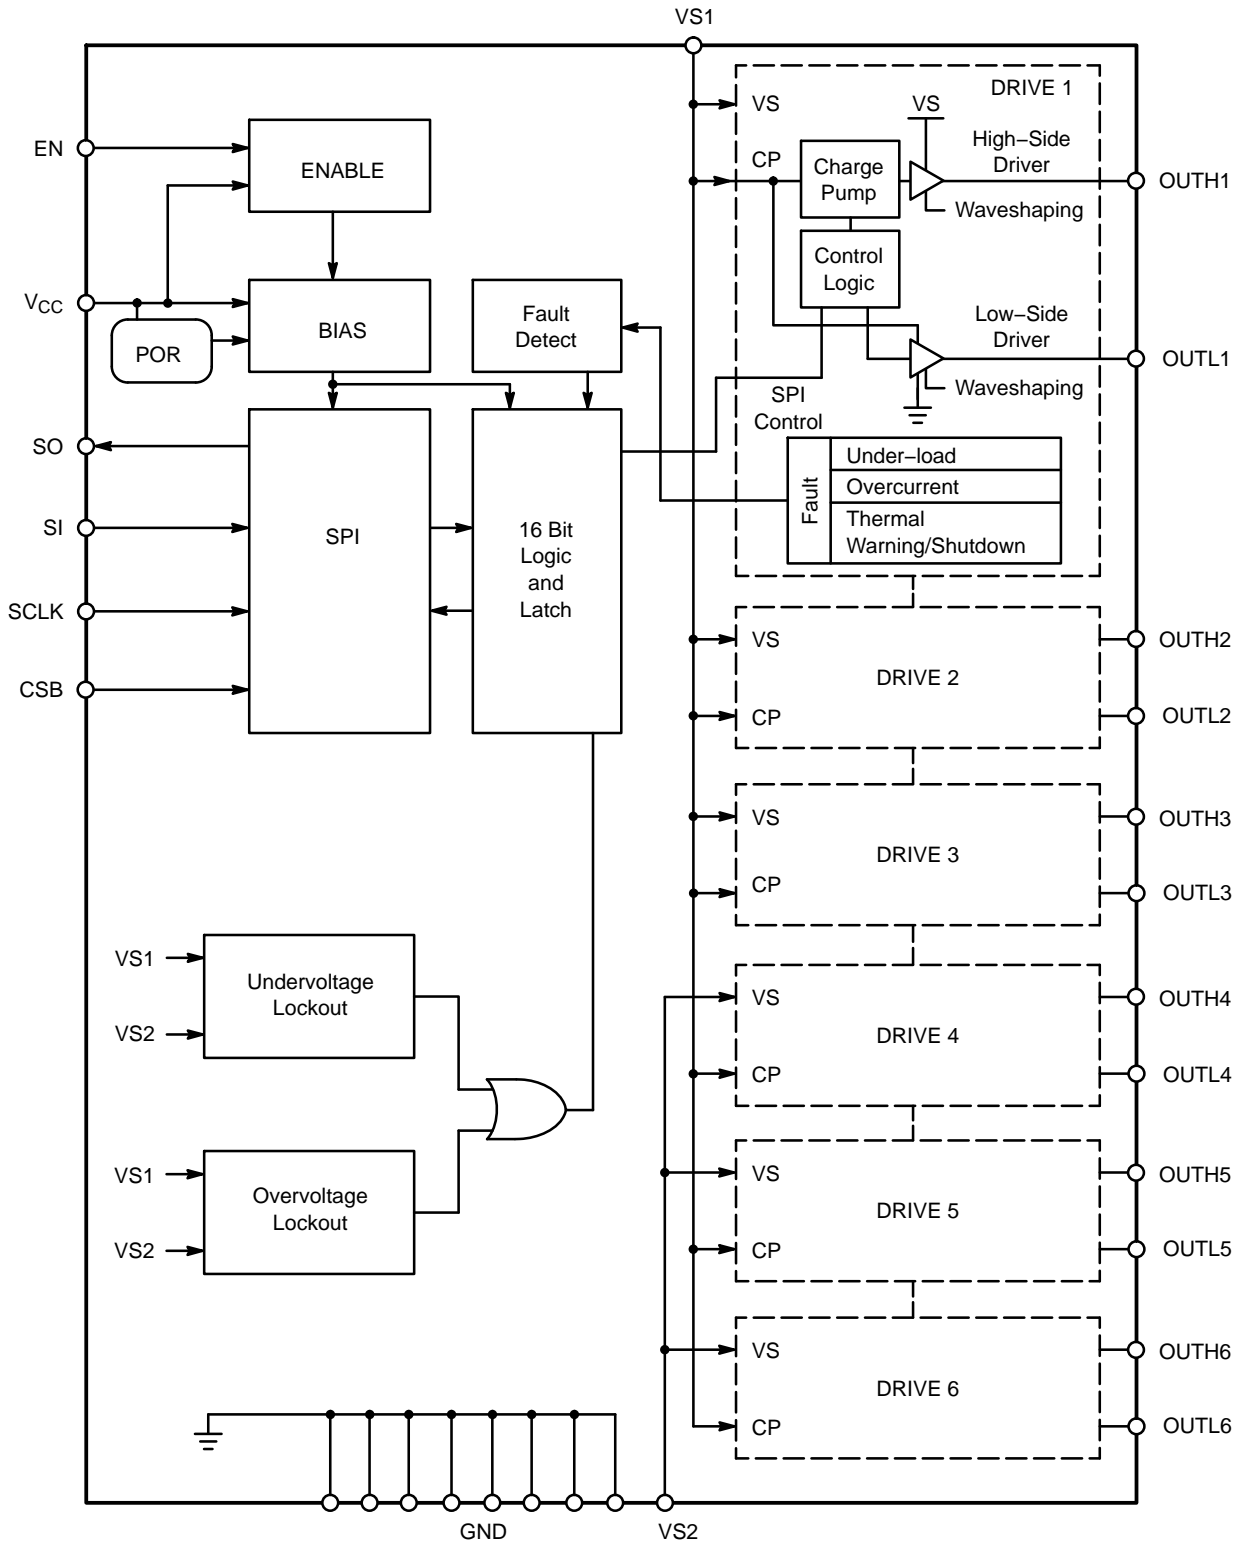 VS1
DRIVE 1
VS
VS
EN
ENABLE
CP
Charge
Pump
High−Side
Driver
OUTH1
Waveshaping
Control
Logic
VCC
POR
BIAS
Fault
Detect
Low−Side
Driver
OUTL1
Waveshaping
SPI
Control
SO
SI
SCLK
CSB
SPI
16 Bit
Logic
and
Latch
Fault
Under−load
Overcurrent
Thermal
Warning/Shutdown
VS
OUTH2
DRIVE 2
CP
OUTL2
VS
OUTH3
DRIVE 3
CP
OUTL3
VS1
Undervoltage
Lockout
VS2
VS
OUTH4
DRIVE 4
CP
OUTL4
VS1
Overvoltage
Lockout
VS2
VS
OUTH5
DRIVE 5
CP
OUTL5
VS
OUTH6
DRIVE 6
CP
OUTL6
GND
VS2